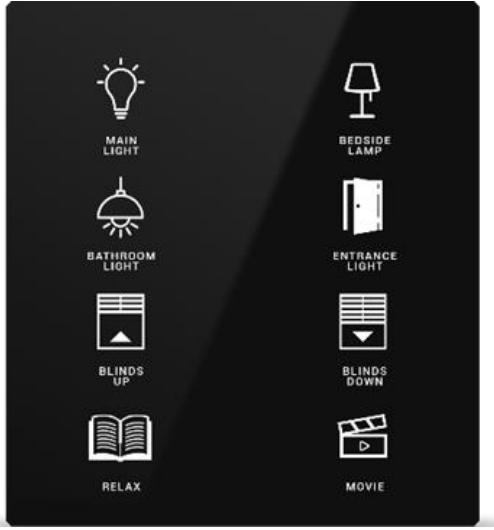 MAIN
LIGHT
BEDSIDE
LAMP
BATHROOM
LIGHT
ENTRANCE
LIGHT
BLINDS
UP
BLINDS
DOWN
RELAX
MOVIE